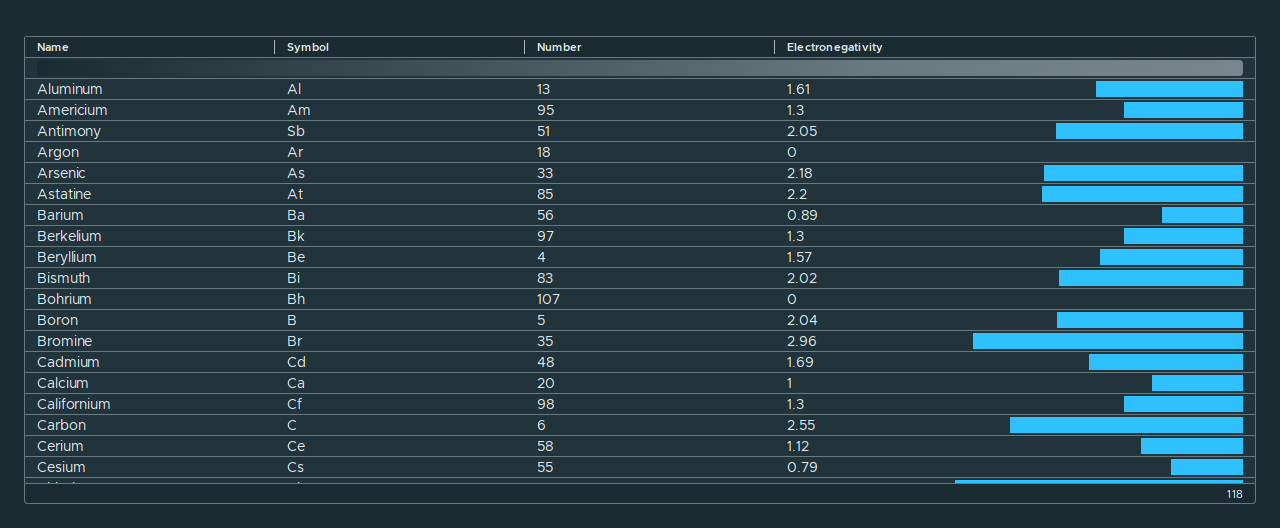 Name Symbol Number Electronegativity
Aluminum Al 13 1.61
Americium Am 95 1.3
Antimony Sb 51 2.05
Argon Ar 18 0
Arsenic As 33 2.18
Astatine At 85 2.2
Barium Ba 56 0.89
Berkelium Bk 97 1.3
Beryllium Be 4 1.57
Bismuth Bi 83 2.02
Bohrium Bh 107 0
Boron B 5 2.04
Bromine Br 35 2.96
Cadmium Cd 48 1.69
Calcium Ca 20 1
Californium Cf 98 1.3
Carbon C 6 2.55
Cerium Ce 58 1.12
Cesium Cs 55 0.79
118